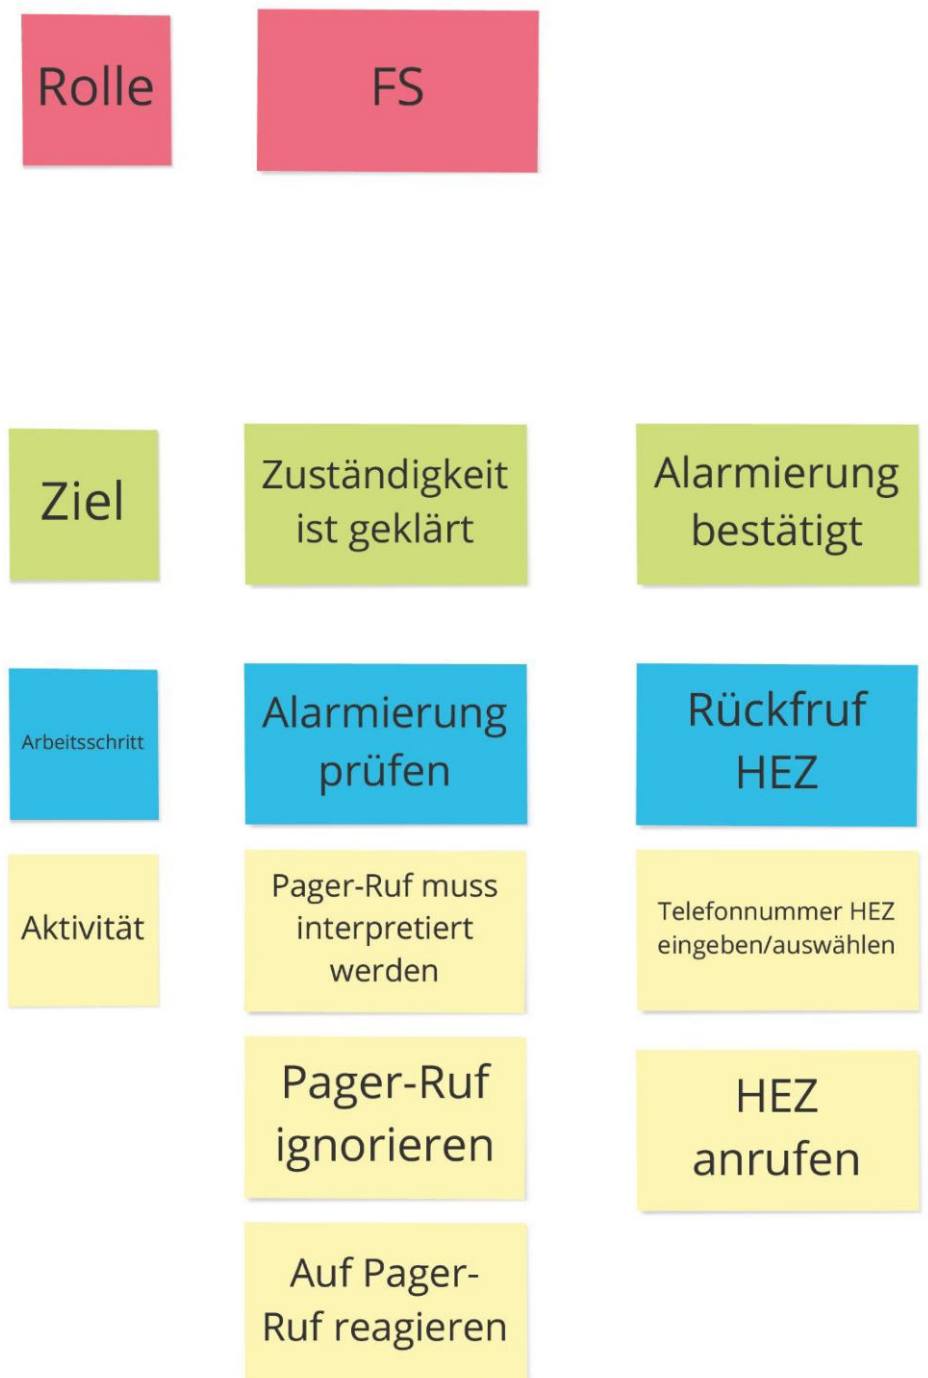 Rolle
FS
Ziel
Zuständigkeit
ist geklärt
Alarmierung
bestätigt
Arbeitsschritt
Alarmierung
prüfen
Rückfruf
HEZ
Aktivität
Pager-Ruf muss
interpretiert
werden
Telefonnummer HEZ
eingeben/auswählen
Pager-Ruf
ignorieren
HEZ
anrufen
Auf Pager-
Ruf reagieren